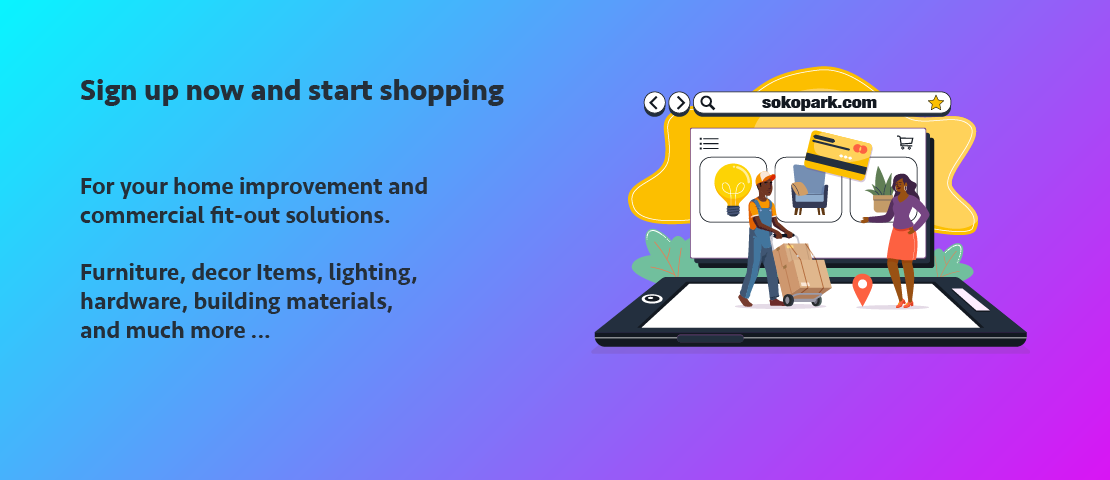 Sign up now and start shopping
For your home improvement and
commercial fit-out solutions.
Furniture, decor Items, lighting,
hardware, building materials,
and much more ...
sokopark.com